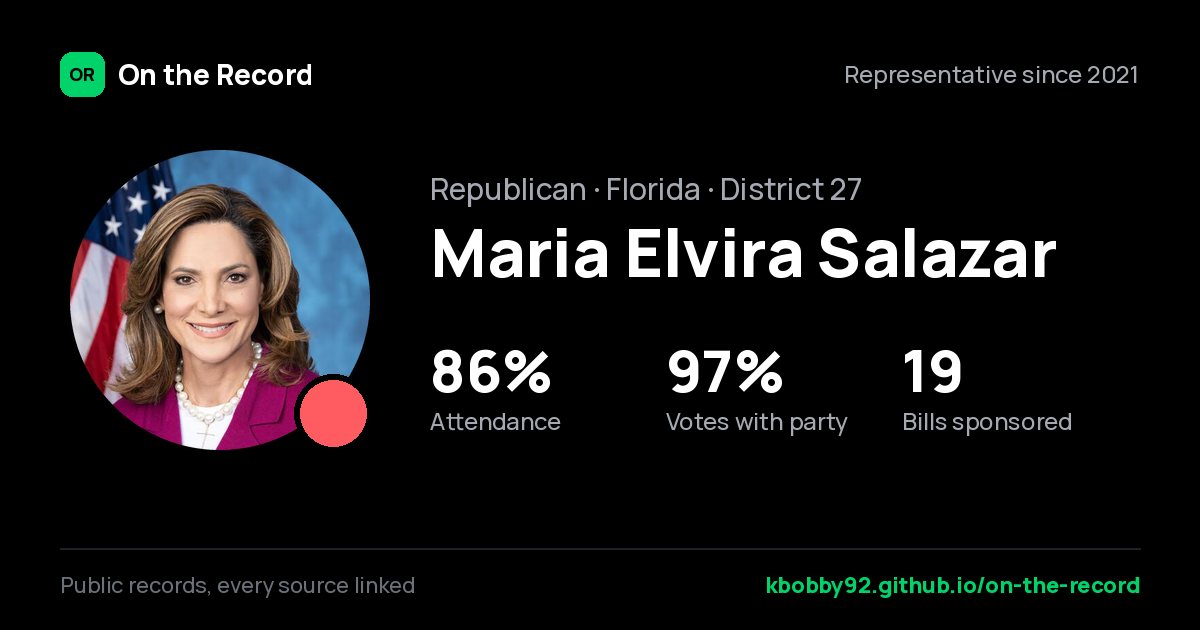 OR On the Record
Representative since 2021
Republican · Florida · District 27
Maria Elvira Salazar
86% 97% 19
Attendance Votes with party Bills sponsored
Public records, every source linked
kbobby92.github.io/on-the-record